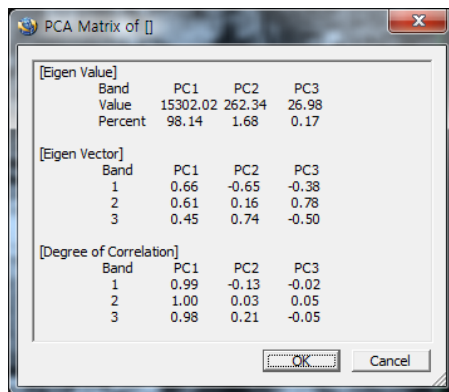 PCA Matrix of []
[Eigen Value]
Band PC1 PC2 PC3
Value 15302.02 262.34 26.98
Percent 98.14 1.68 0.17
[Eigen Vector]
Band PC1 PC2 PC3
1 0.66 -0.65 -0.38
2 0.61 0.16 0.78
3 0.45 0.74 -0.50
[Degree of Correlation]
Band PC1 PC2 PC3
1 0.99 -0.13 -0.02
2 1.00 0.03 0.05
3 0.98 0.21 -0.05
OK Cancel